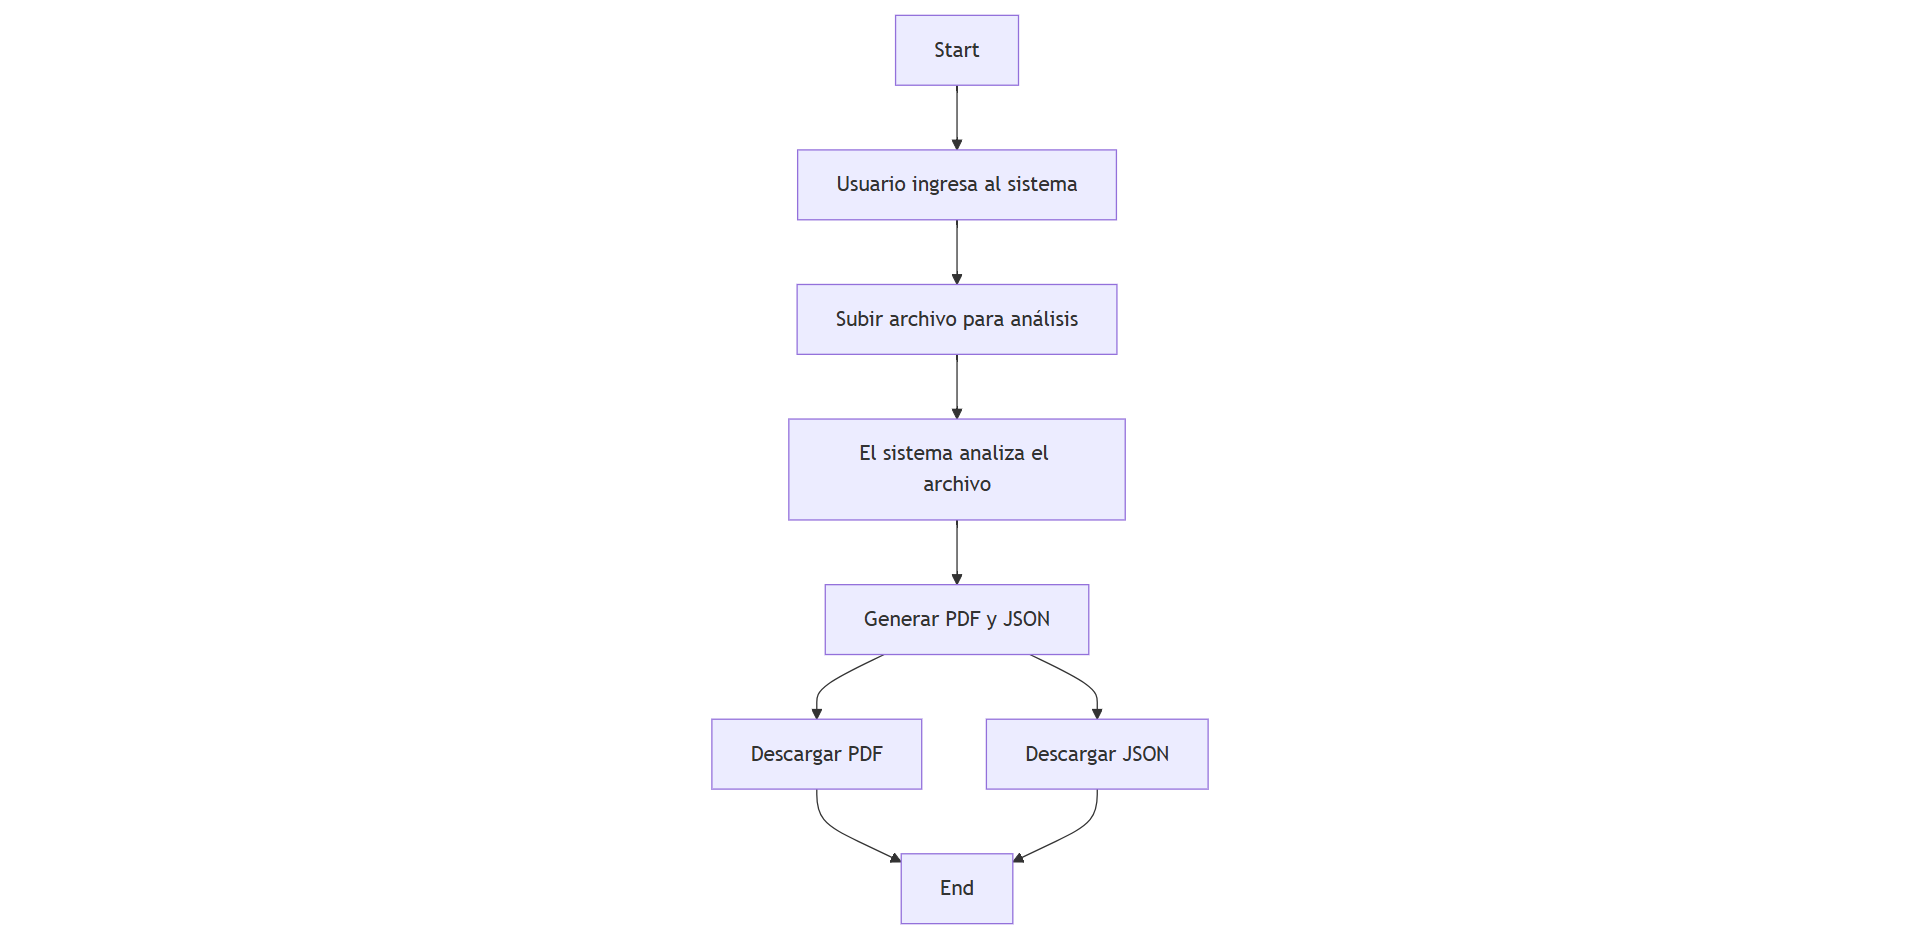 Start
Usuario ingresa al sistema
Subir archivo para análisis
El sistema analiza el
archivo
Generar PDF y JSON
Descargar PDF
Descargar JSON
End